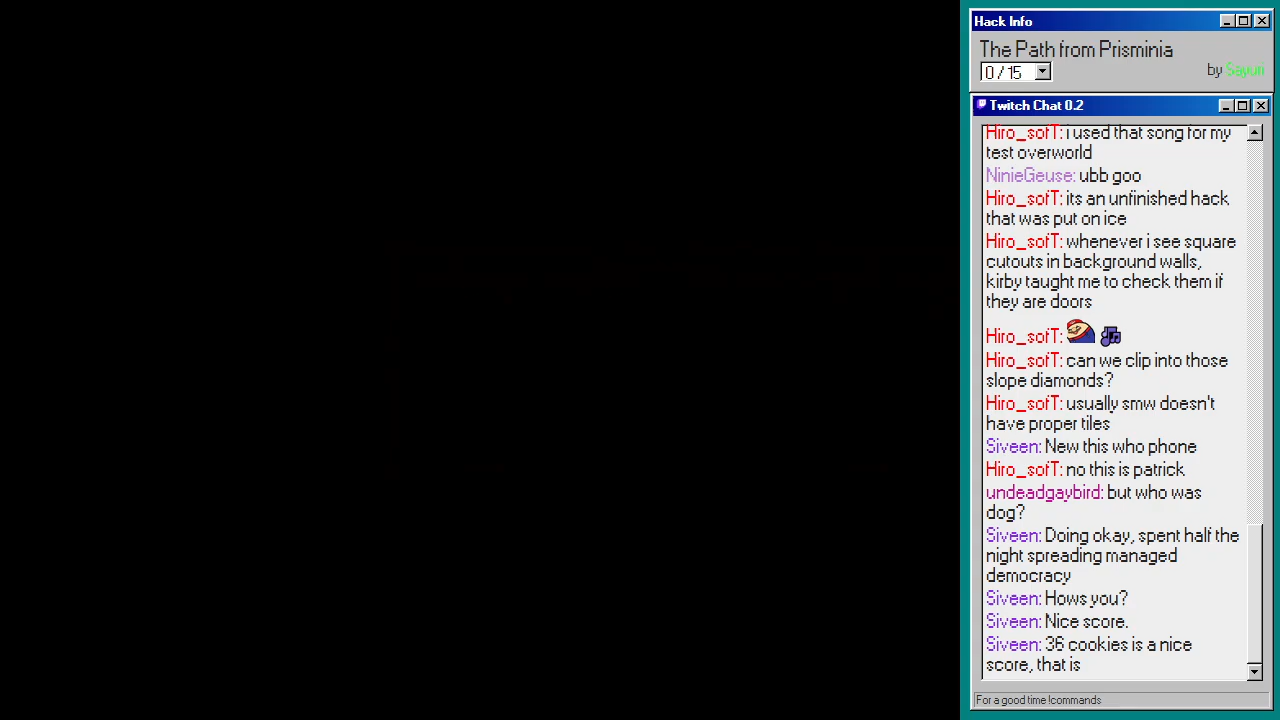 Hack Info
The Path from Prisminia
0 / 15
by Sayuri
Twitch Chat 0.2
Hiro_sofT: i used that song for my
test overworld
NinieGeuse: ubb goo
Hiro_sofT: its an unfinished hack
that was put on ice
Hiro_sofT: whenever i see square
cutouts in background walls,
kirby taught me to check them if
they are doors
Hiro_sofT:
Hiro_sofT: can we clip into those
slope diamonds?
Hiro_sofT: usually smw doesn't
have proper tiles
Siveen: New this who phone
Hiro_sofT: no this is patrick
undeadgaybird: but who was
dog?
Siveen: Doing okay, spent half the
night spreading managed
democracy
Siveen: Hows you?
Siveen: Nice score.
Siveen: 36 cookies is a nice
score, that is
For a good time !commands